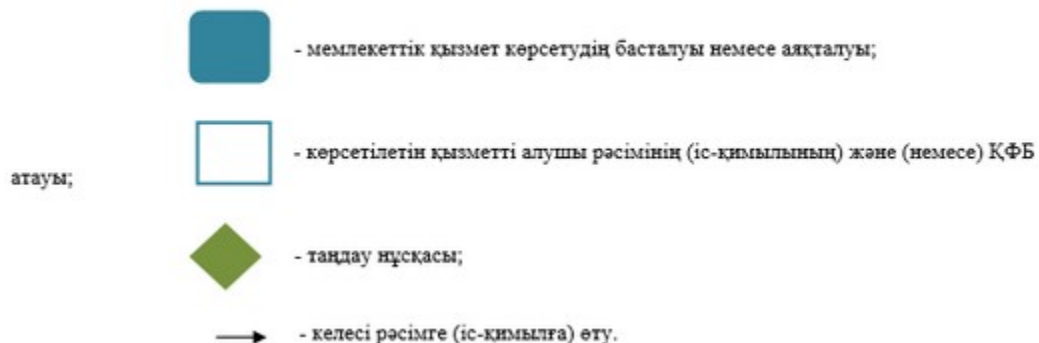 - мемлекеттік қызмет көрсетудің басталуы немесе аяқталуы;
- көрсетілетін қызметті алушы рәсімінің (іс-қимылының) және (немесе) ҚФБ
атауы;
- таңдау нұсқасы;
- келесі рәсімге (іс-қимылға) өту.